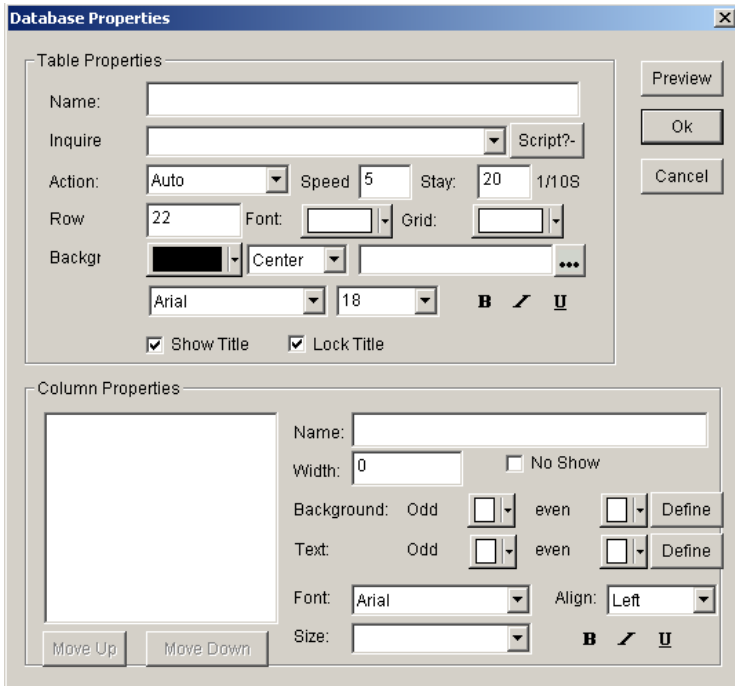 Database Properties
Table Properties
Preview
Name:
Ok
Inquire Script?-
Action: Auto Speed 5 Stay: 20 1/10S Cancel
Row 22 Font: Grid:
Backgr Center •••
Arial 18 B I U
Show Title Lock Title
Column Properties
Name:
Width: 0 No Show
Background: Odd even Define
Text: Odd even Define
Font: Arial Align: Left
Size: B I U
Move Up Move Down